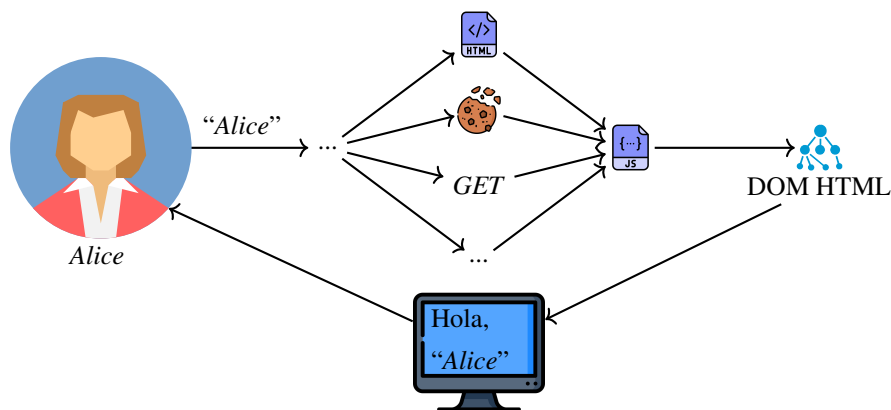 </>
HTML
“Alice”
...
GET
{...}
JS
DOM HTML
Alice
...
Hola,
“Alice”